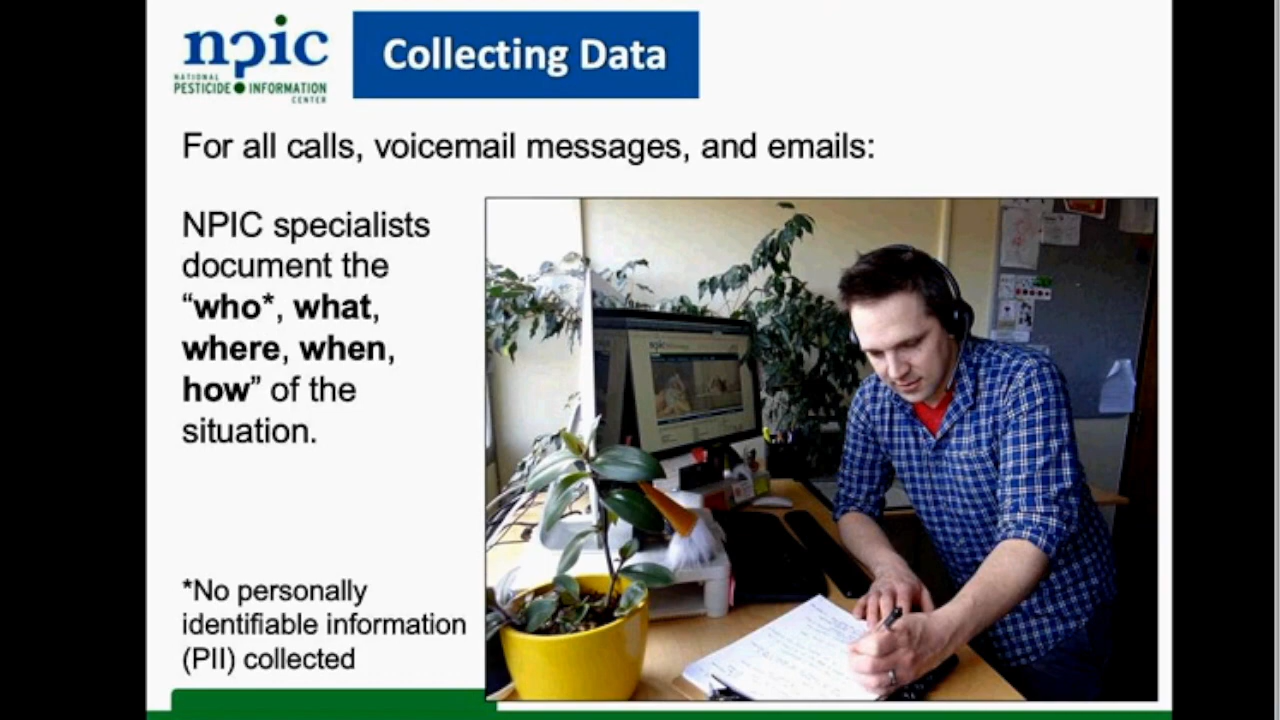 npic
NATIONAL
PESTICIDE INFORMATION
CENTER
Collecting Data
For all calls, voicemail messages, and emails:
NPIC specialists
document the
“who*, what,
where, when,
how” of the
situation.
*No personally
identifiable information
(PII) collected